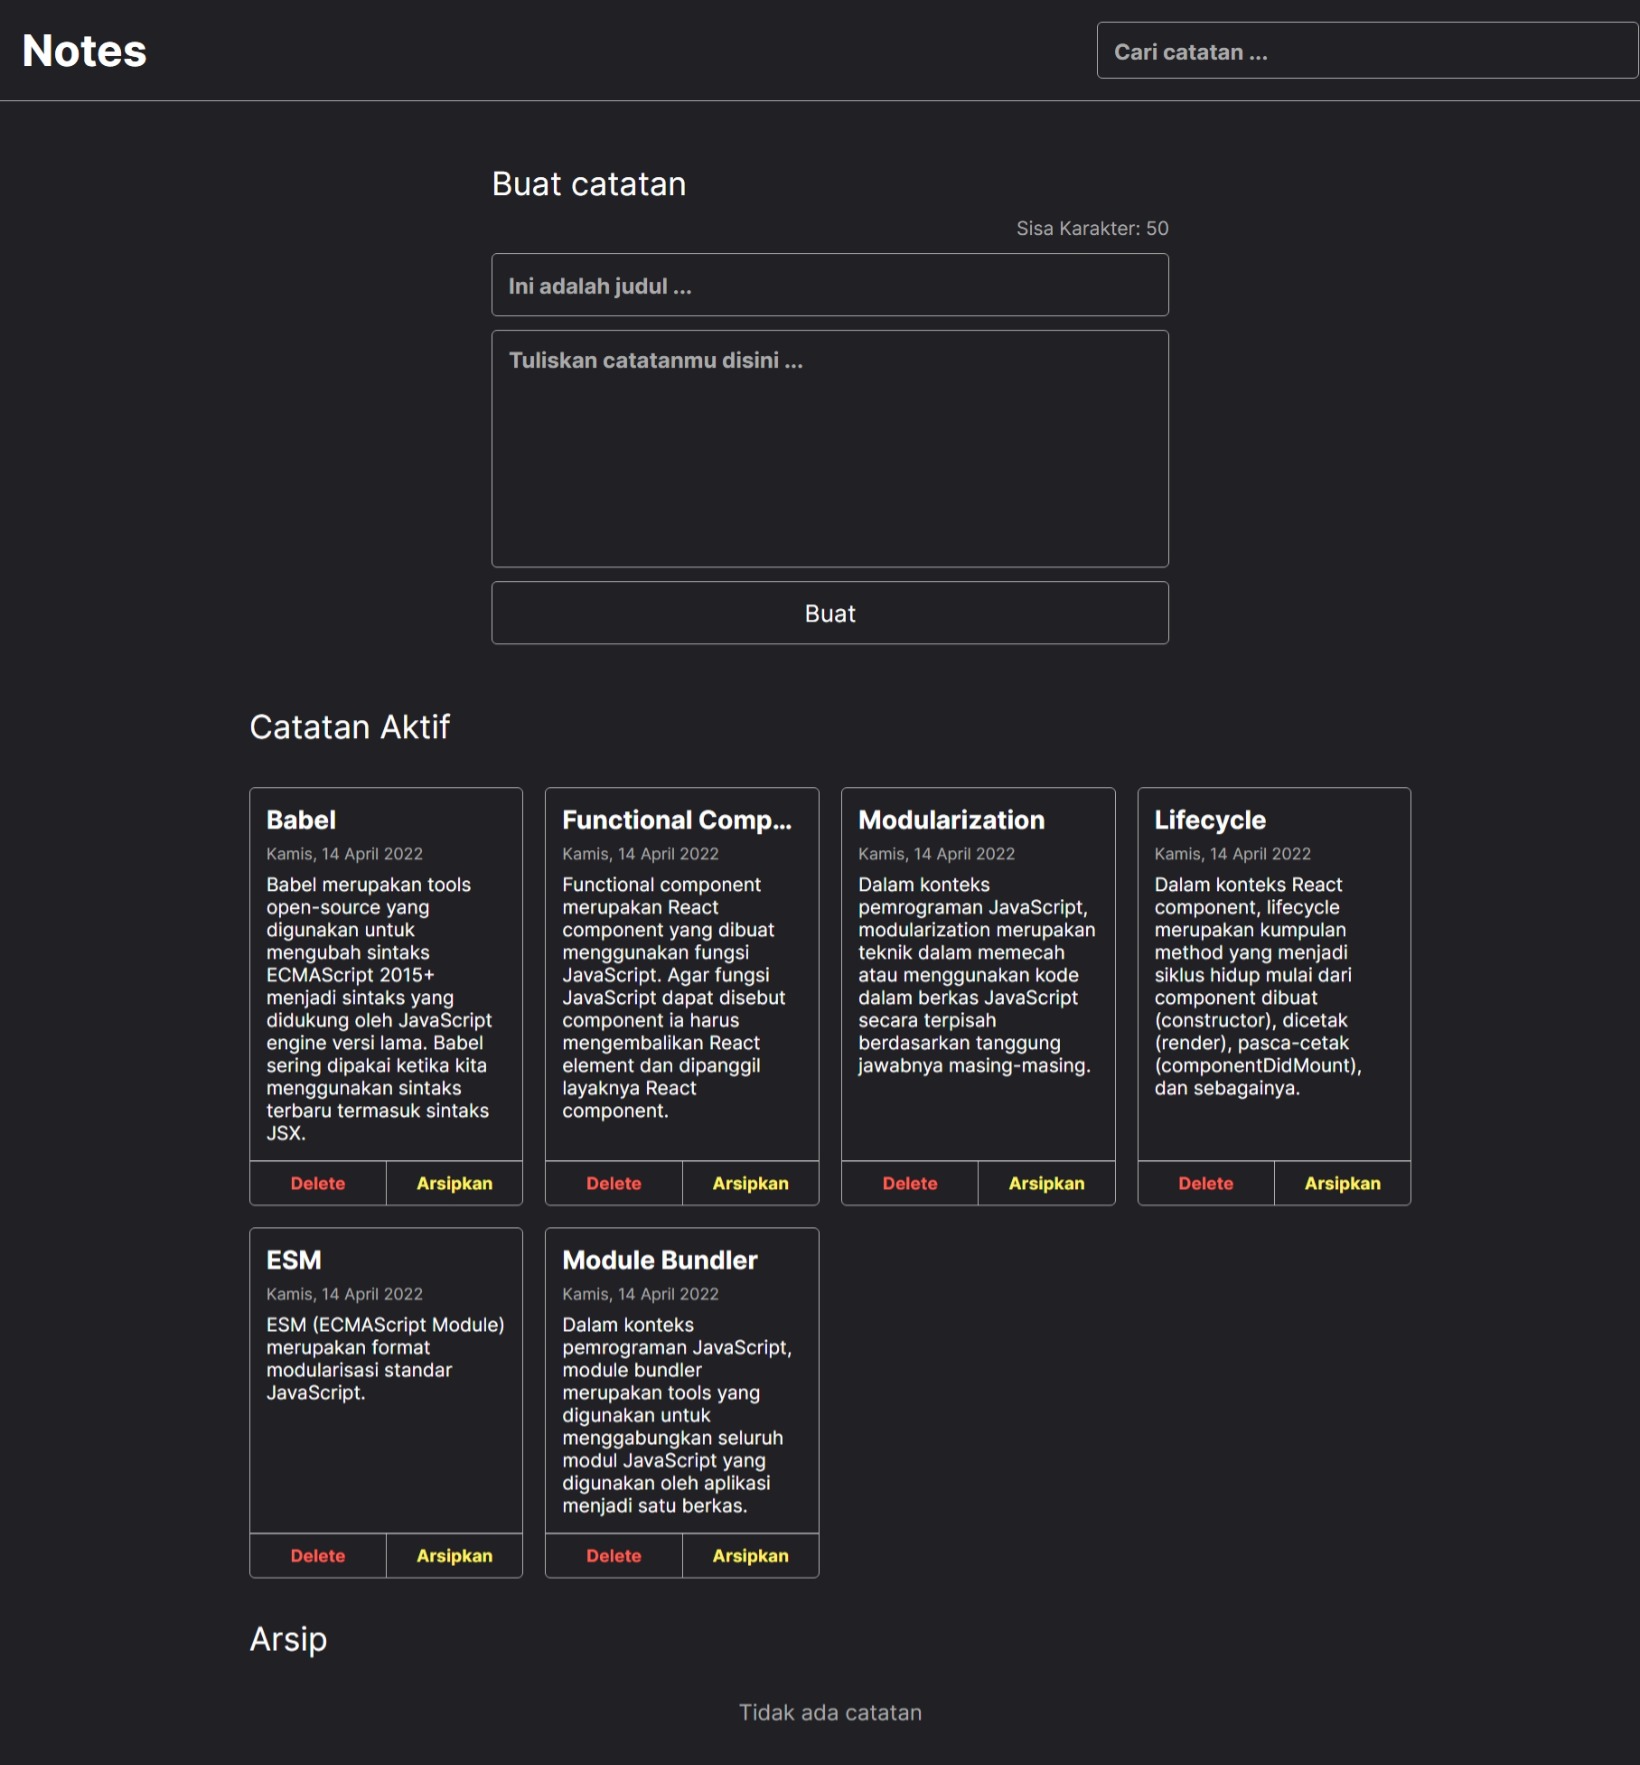 Notes
Cari catatan ...
Buat catatan
Sisa Karakter: 50
Ini adalah judul ...
Tuliskan catatanmu disini ...
Buat
Catatan Aktif
Babel
Kamis, 14 April 2022
Babel merupakan tools
open-source yang
digunakan untuk
mengubah sintaks
ECMAScript 2015+
menjadi sintaks yang
didukung oleh JavaScript
engine versi lama. Babel
sering dipakai ketika kita
menggunakan sintaks
terbaru termasuk sintaks
JSX.
Delete
Arsipkan
Functional Comp...
Kamis, 14 April 2022
Functional component
merupakan React
component yang dibuat
menggunakan fungsi
JavaScript. Agar fungsi
JavaScript dapat disebut
component ia harus
mengembalikan React
element dan dipanggil
layaknya React
component.
Delete
Arsipkan
Modularization
Kamis, 14 April 2022
Dalam konteks
pemrograman JavaScript,
modularization merupakan
teknik dalam memecah
atau menggunakan kode
dalam berkas JavaScript
secara terpisah
berdasarkan tanggung
jawabnya masing-masing.
Delete
Arsipkan
Lifecycle
Kamis, 14 April 2022
Dalam konteks React
component, lifecycle
merupakan kumpulan
method yang menjadi
siklus hidup mulai dari
component dibuat
(constructor), dicetak
(render), pasca-cetak
(componentDidMount),
dan sebagainya.
Delete
Arsipkan
ESM
Kamis, 14 April 2022
ESM (ECMAScript Module)
merupakan format
modularisasi standar
JavaScript.
Delete
Arsipkan
Module Bundler
Kamis, 14 April 2022
Dalam konteks
pemrograman JavaScript,
module bundler
merupakan tools yang
digunakan untuk
menggabungkan seluruh
modul JavaScript yang
digunakan oleh aplikasi
menjadi satu berkas.
Delete
Arsipkan
Arsip
Tidak ada catatan